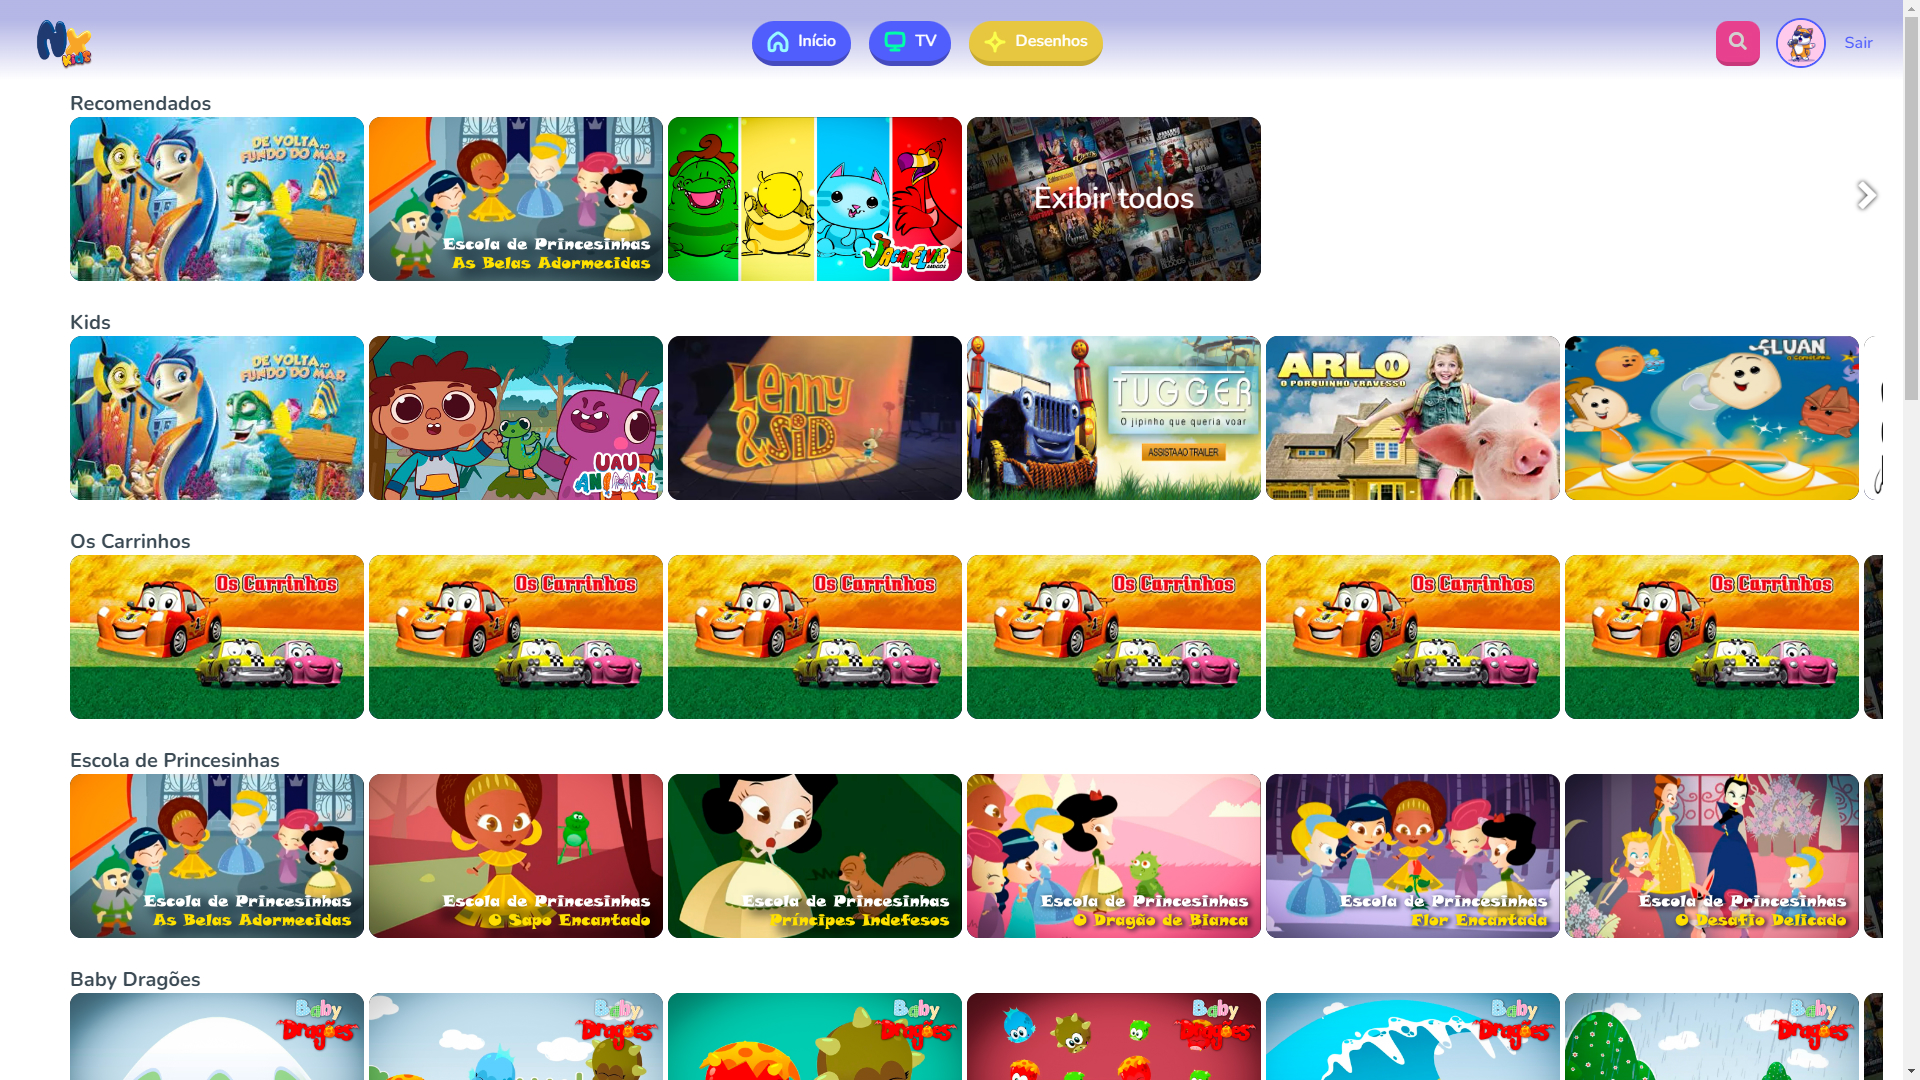 NX
KIDS
Início
TV
Desenhos
Sair
Recomendados
DE VOLTA AO
FUNDO DO MAR
Escola de Princesinhas
As Belas Adormecidas
JACARELVIS
AMIGOS
Exibir todos
Kids
DE VOLTA AO
FUNDO DO MAR
UAU
ANIMAL
Lenny
&SID
TUGGER
O jipinho que queria voar
ASSISTA AO TRAILER
ARLO
O PORQUINHO TRAVESSO
LUAN
Os Carrinhos
Os Carrinhos
Os Carrinhos
Os Carrinhos
Os Carrinhos
Os Carrinhos
Os Carrinhos
Escola de Princesinhas
Escola de Princesinhas
As Belas Adormecidas
Escola de Princesinhas
O Sapo Encantado
Escola de Princesinhas
Príncipes Indefesos
Escola de Princesinhas
O Dragão de Bianca
Escola de Princesinhas
Flor Encantada
Escola de Princesinhas
O Desafio Delicado
Baby Dragões
Baby
Dragões
Baby
Dragões
Baby
Dragões
Baby
Dragões
Baby
Dragões
Baby
Dragões